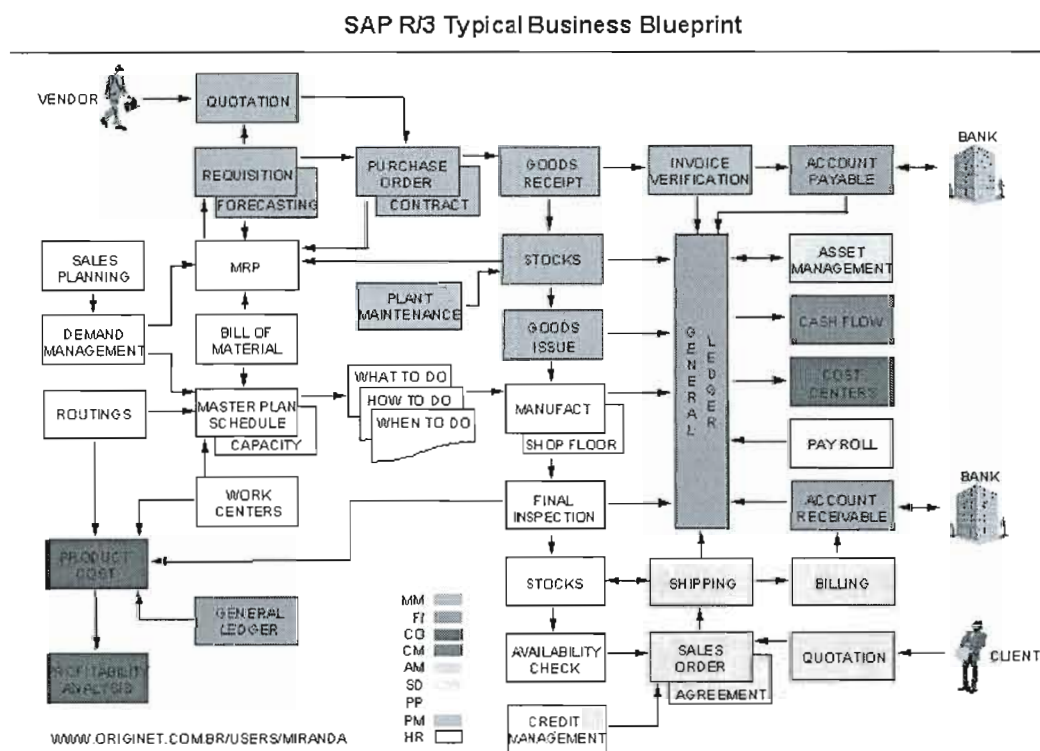 SAP R/3 Typical Business Blueprint
VENDOR
QUOTATION
REQUISITION
FORECASTING
PURCHASE
ORDER
CONTRACT
GOODS
RECEIPT
INVOICE
VERIFICATION
ACCOUNT
PAYABLE
BANK
SALES
PLANNING
MRP
STOCKS
ASSET
MANAGEMENT
PLANT
MAINTENANCE
GENERAL
LEDGER
CASH FLOW
DEMAND
MANAGEMENT
BILL OF
MATERIAL
GOODS
ISSUE
COST
CENTERS
ROUTINGS
MASTER PLAN
SCHEDULE
CAPACITY
WHAT TO DO
HOW TO DO
WHEN TO DO
MANUFACT
SHOP FLOOR
PAYROLL
WORK
CENTERS
FINAL
INSPECTION
ACCOUNT
RECEIVABLE
BANK
PRODUCT
COST
STOCKS
SHIPPING
BILLING
GENERAL
LEDGER
PROFITABILITY
ANALYSIS
AVAILABILITY
CHECK
SALES
ORDER
AGREEMENT
QUOTATION
CLIENT
CREDIT
MANAGEMENT
MM
FI
CO
CM
AM
SD
PP
PM
HR
WWW.ORIGINET.COM.BR/USERS/MIRANDA